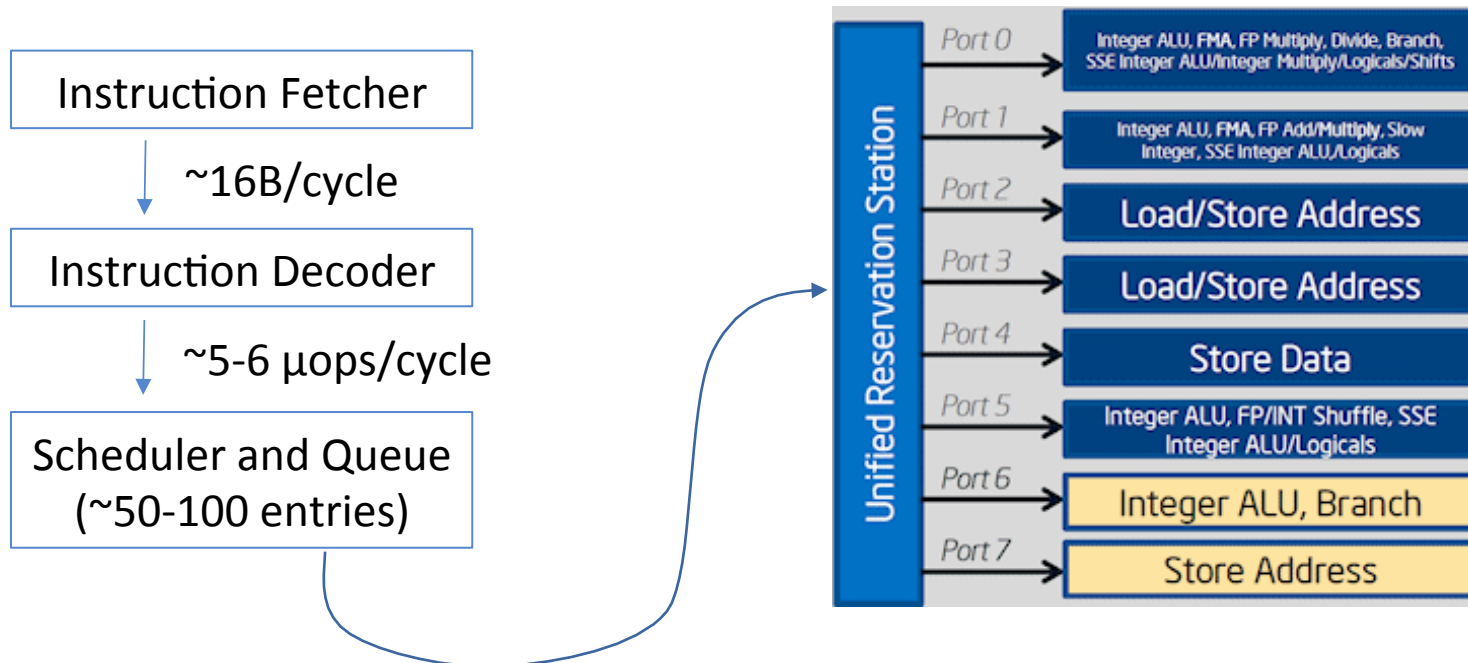 Instruction Fetcher
~16B/cycle
Instruction Decoder
~5-6 μops/cycle
Scheduler and Queue
(~50-100 entries)
Unified Reservation Station
Port 0
Integer ALU, FMA, FP Multiply, Divide, Branch,
SSE Integer ALU/Integer Multiply/Logicals/Shifts
Port 1
Integer ALU, FMA, FP Add/Multiply, Slow
Integer, SSE Integer ALU/Logicals
Port 2
Load/Store Address
Port 3
Load/Store Address
Port 4
Store Data
Port 5
Integer ALU, FP/INT Shuffle, SSE
Integer ALU/Logicals
Port 6
Integer ALU, Branch
Port 7
Store Address